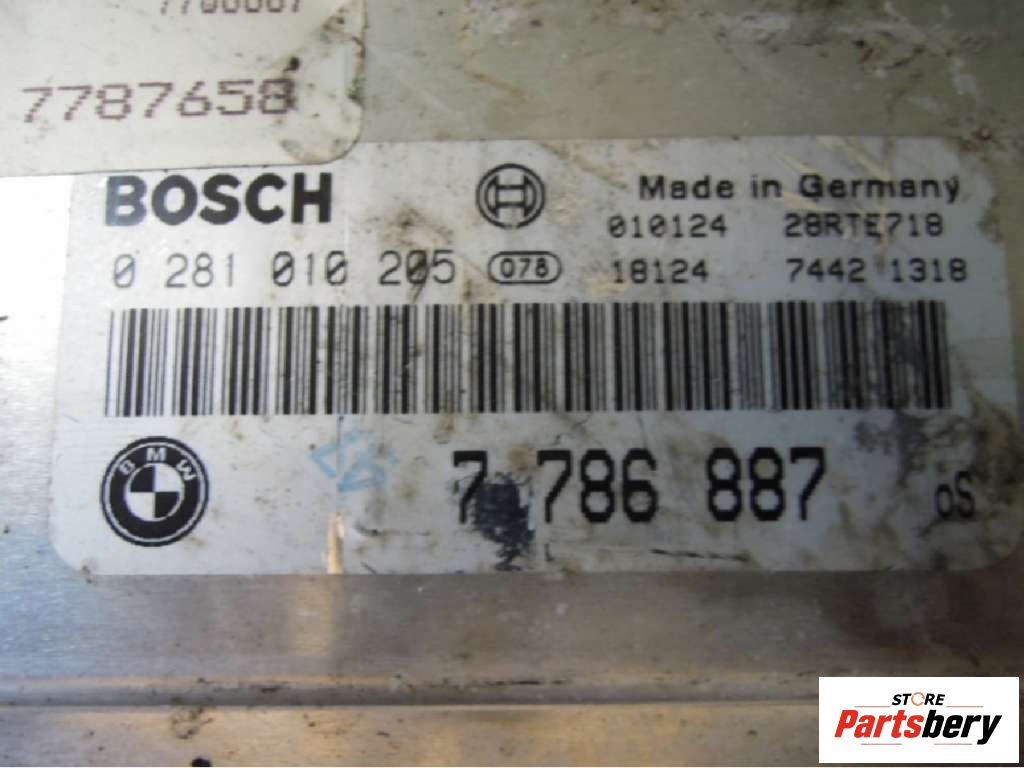 7787658
BOSCH
Made in Germany
010124 28RTE718
0 281 010 205 078 18124 7442 1318
BMW
7 786 887 oS
STORE
Partsbery